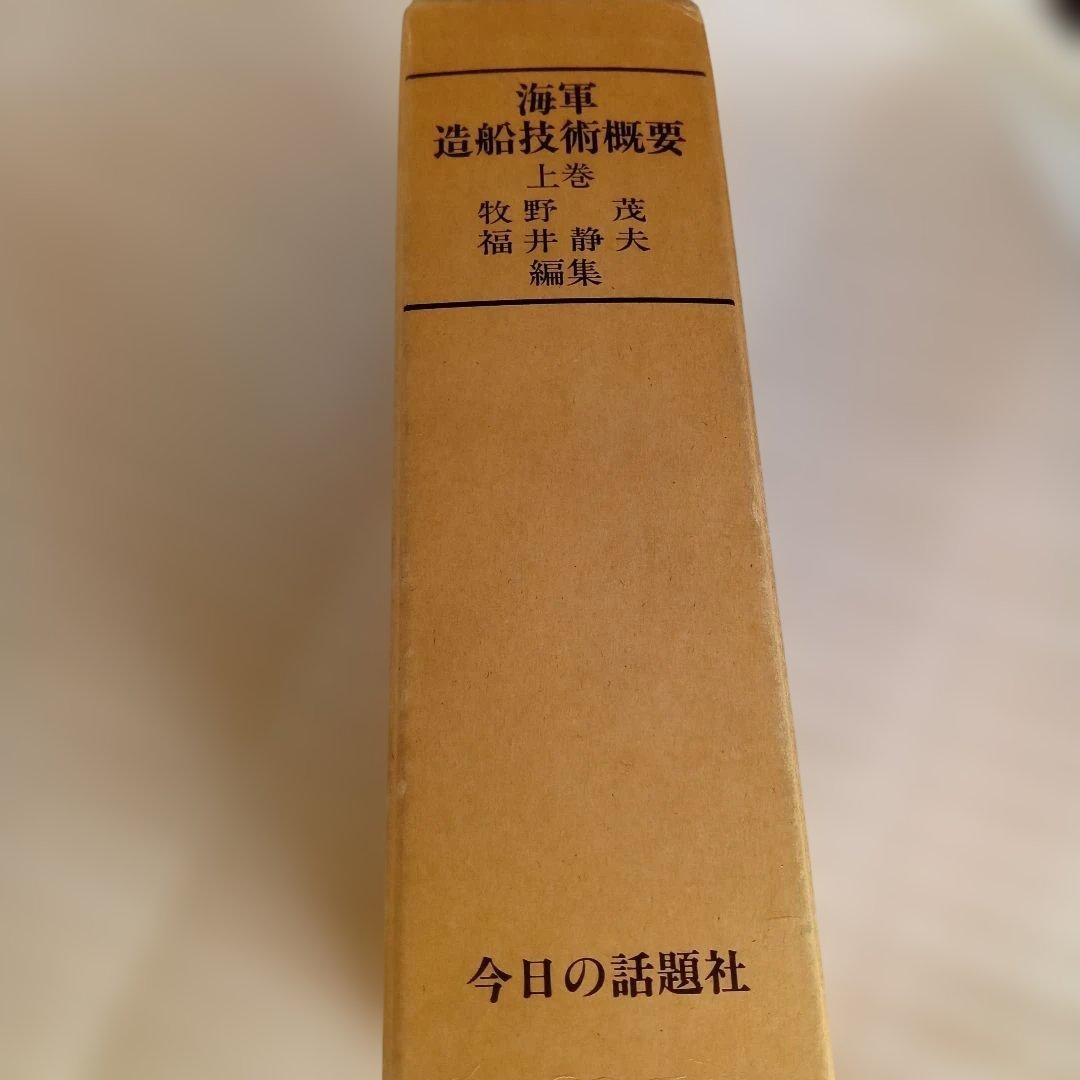 海軍
造船技術概要
上巻
牧野 茂
福井静夫
編集
今日の話題社